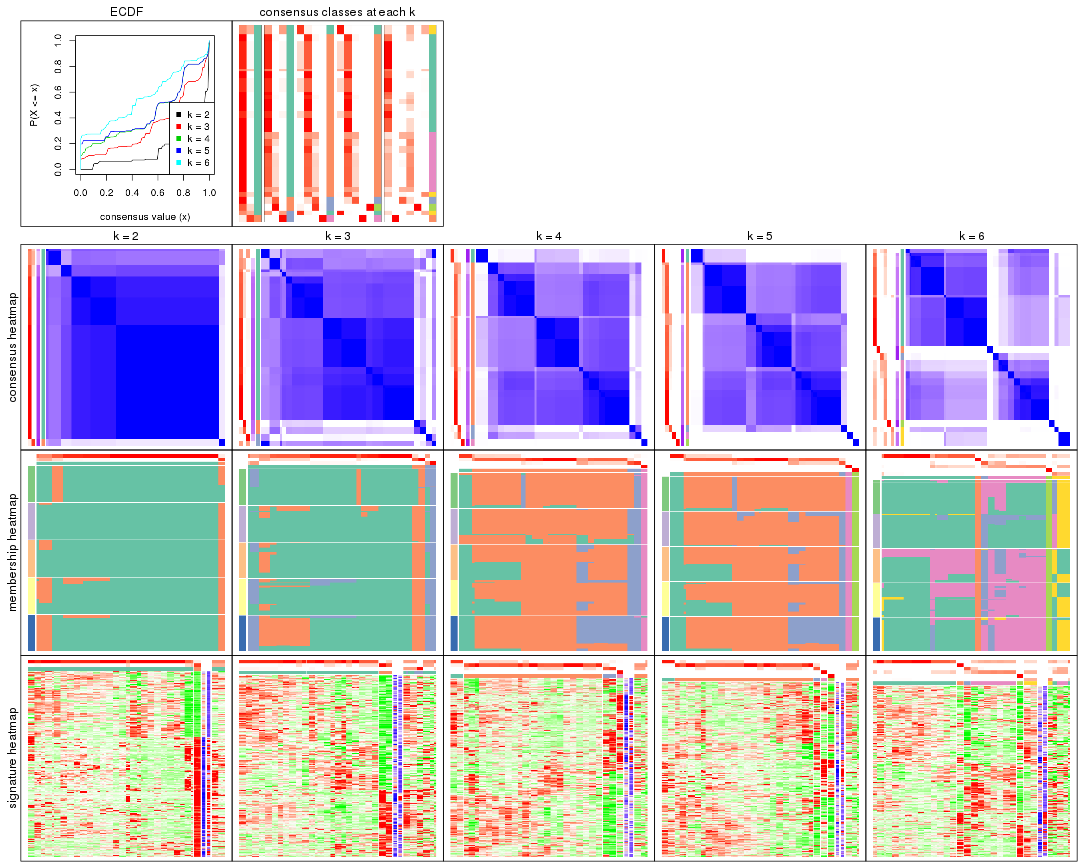 ECDF
consensus classes at each k
P(X <= x)
0.0 0.2 0.4 0.6 0.8 1.0
k = 2
k = 3
k = 4
k = 5
k = 6
0.0 0.2 0.4 0.6 0.8 1.0
consensus value (x)
k = 2
k = 3
k = 4
k = 5
k = 6
consensus heatmap
membership heatmap
signature heatmap